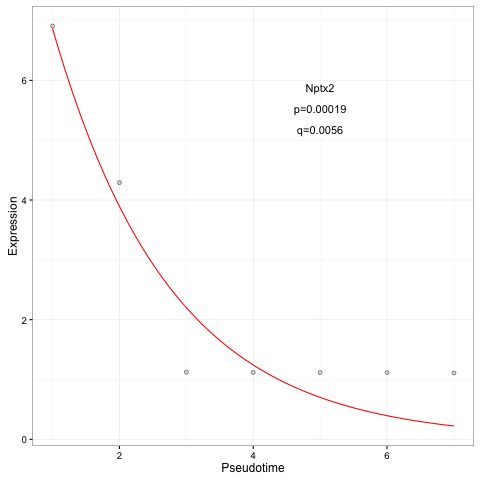 Nptx2
p=0.00019
q=0.0056
6
4
2
0
Expression
2 4 6
Pseudotime